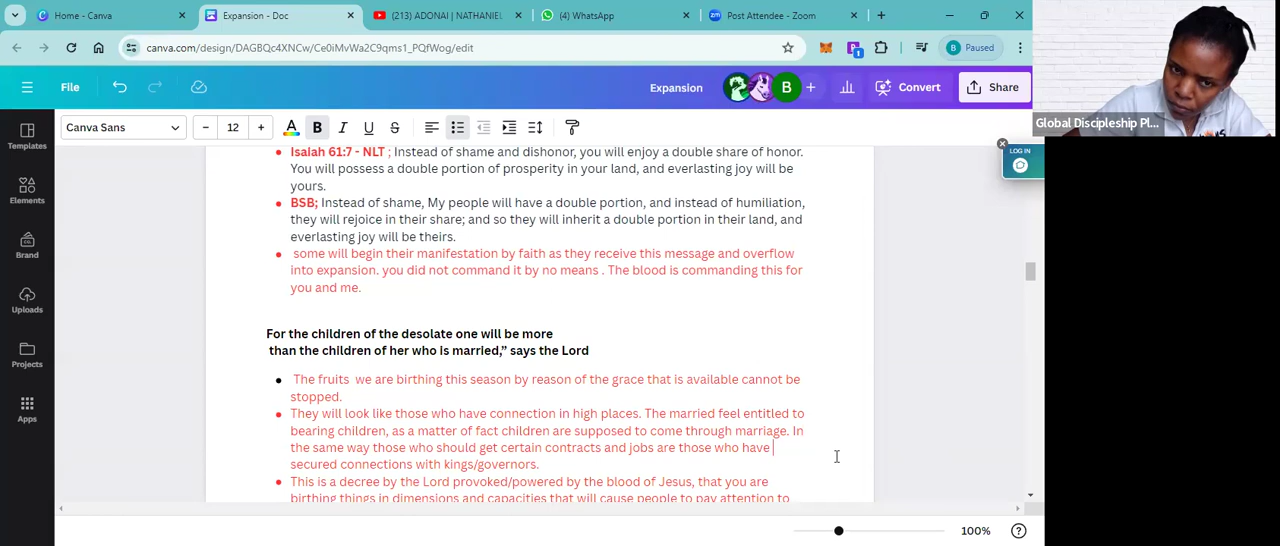 Home - Canva
Expansion - Doc
(213) ADONAI | NATHANIEL
(4) WhatsApp
Post Attendee - Zoom
canva.com/design/DAGBQc4XNCw/Ce0iMvWa2C9qms1_PQfWog/edit
B Paused
1
File
Expansion
B
Convert
Share
Global Discipleship Pl...
LOG IN
Canva Sans
12
A
B I U S
Templates
Elements
Brand
Uploads
Projects
Apps
Isaiah 61:7 - NLT ; Instead of shame and dishonor, you will enjoy a double share of honor.
You will possess a double portion of prosperity in your land, and everlasting joy will be
yours.
BSB; Instead of shame, My people will have a double portion, and instead of humiliation,
they will rejoice in their share; and so they will inherit a double portion in their land, and
everlasting joy will be theirs.
some will begin their manifestation by faith as they receive this message and overflow
into expansion. you did not command it by no means . The blood is commanding this for
you and me.
For the children of the desolate one will be more
than the children of her who is married,” says the Lord
The fruits we are birthing this season by reason of the grace that is available cannot be
stopped.
They will look like those who have connection in high places. The married feel entitled to
bearing children, as a matter of fact children are supposed to come through marriage. In
the same way those who should get certain contracts and jobs are those who have
secured connections with kings/governors.
This is a decree by the Lord provoked/powered by the blood of Jesus, that you are
birthing things in dimensions and capacities that will cause people to pay attention to
100%